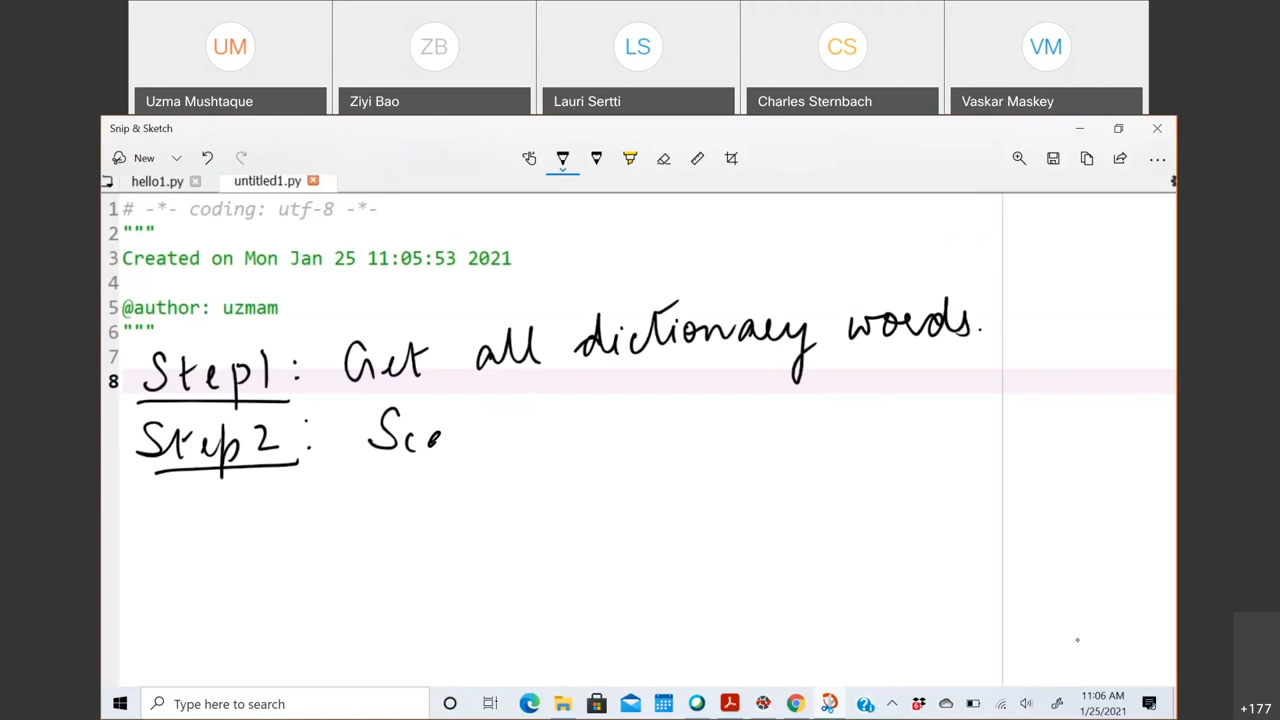 UM
ZB
LS
CS
VM
Uzma Mushtaque
Ziyi Bao
Lauri Sertti
Charles Sternbach
Vaskar Maskey
Snip & Sketch
New
hello1.py
untitled1.py
1 # -*- coding: utf-8 -*-
2 """
3 Created on Mon Jan 25 11:05:53 2021
4
5 @author: uzmam
6 """
7
8
Step1: Get all dictionary words.
Step2: Sce
Type here to search
11:06 AM
1/25/2021
+177